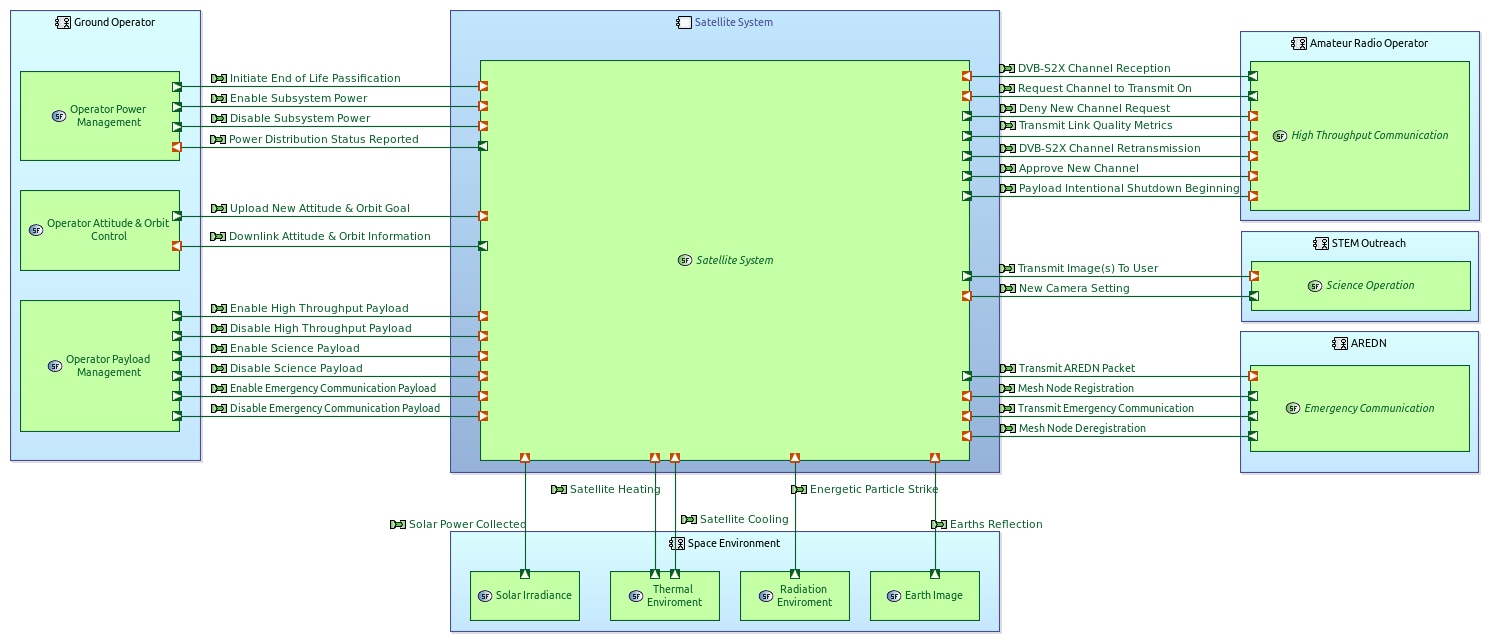 Ground Operator
SF
Operator Power
Management
SF
Operator Attitude & Orbit
Control
SF
Operator Payload
Management
Initiate End of Life Passification
Enable Subsystem Power
Disable Subsystem Power
Power Distribution Status Reported
Upload New Attitude & Orbit Goal
Downlink Attitude & Orbit Information
Enable High Throughput Payload
Disable High Throughput Payload
Enable Science Payload
Disable Science Payload
Enable Emergency Communication Payload
Disable Emergency Communication Payload
Satellite System
SF Satellite System
DVB-S2X Channel Reception
Request Channel to Transmit On
Deny New Channel Request
Transmit Link Quality Metrics
DVB-S2X Channel Retransmission
Approve New Channel
Payload Intentional Shutdown Beginning
Transmit Image(s) To User
New Camera Setting
Transmit AREDN Packet
Mesh Node Registration
Transmit Emergency Communication
Mesh Node Deregistration
Amateur Radio Operator
SF High Throughput Communication
STEM Outreach
SF Science Operation
AREDN
SF Emergency Communication
Satellite Heating
Energetic Particle Strike
Solar Power Collected
Satellite Cooling
Earths Reflection
Space Environment
SF Solar Irradiance
SF
Thermal
Enviroment
SF
Radiation
Enviroment
SF Earth Image